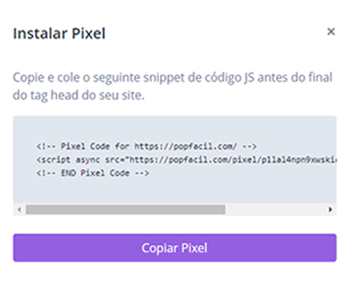 Instalar Pixel
Copie e cole o seguinte snippet de código JS antes do final
do tag head do seu site.
<!-- Pixel Code for https://popfacil.com/ -->
<script async src="https://popfacil.com/pixel/
<!-- END Pixel Code -->
Copiar Pixel